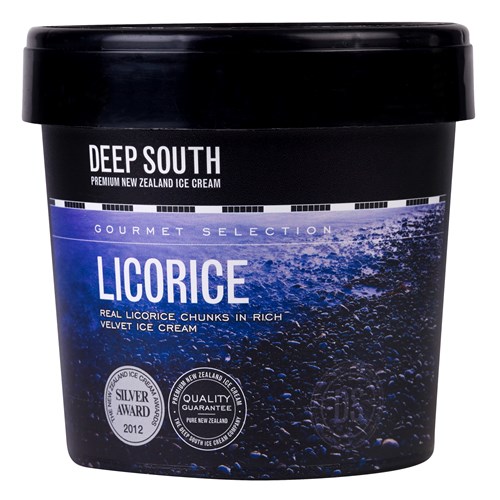 DEEP SOUTH
PREMIUM NEW ZEALAND ICE CREAM
GOURMET SELECTION
LICORICE
REAL LICORICE CHUNKS IN RICH
VELVET ICE CREAM
THE NEW ZEALAND ICE CREAM AWARDS
SILVER
AWARD
2012
PREMIUM NEW ZEALAND ICE CREAM
QUALITY
GUARANTEE
PURE NEW ZEALAND
THE DEEP SOUTH ICE CREAM COMPANY